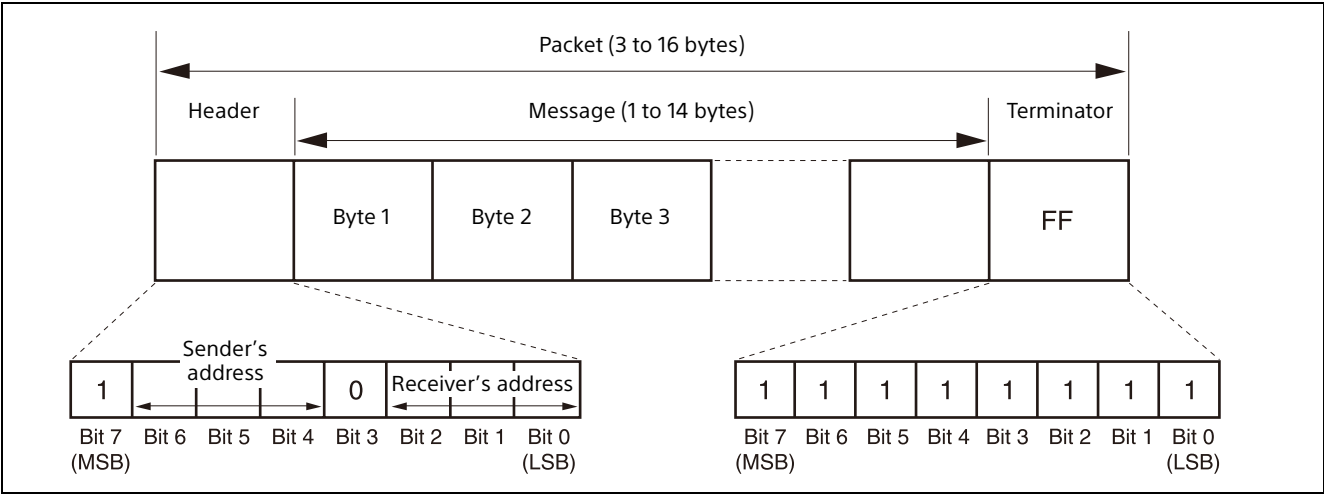 Packet (3 to 16 bytes)
Header
Message (1 to 14 bytes)
Terminator
Byte 1
Byte 2
Byte 3
FF
Sender’s
address
1
0
Receiver’s address
Bit 7
(MSB)
Bit 6
Bit 5
Bit 4
Bit 3
Bit 2
Bit 1
Bit 0
(LSB)
1
1
1
1
1
1
1
1
Bit 7
(MSB)
Bit 6
Bit 5
Bit 4
Bit 3
Bit 2
Bit 1
Bit 0
(LSB)